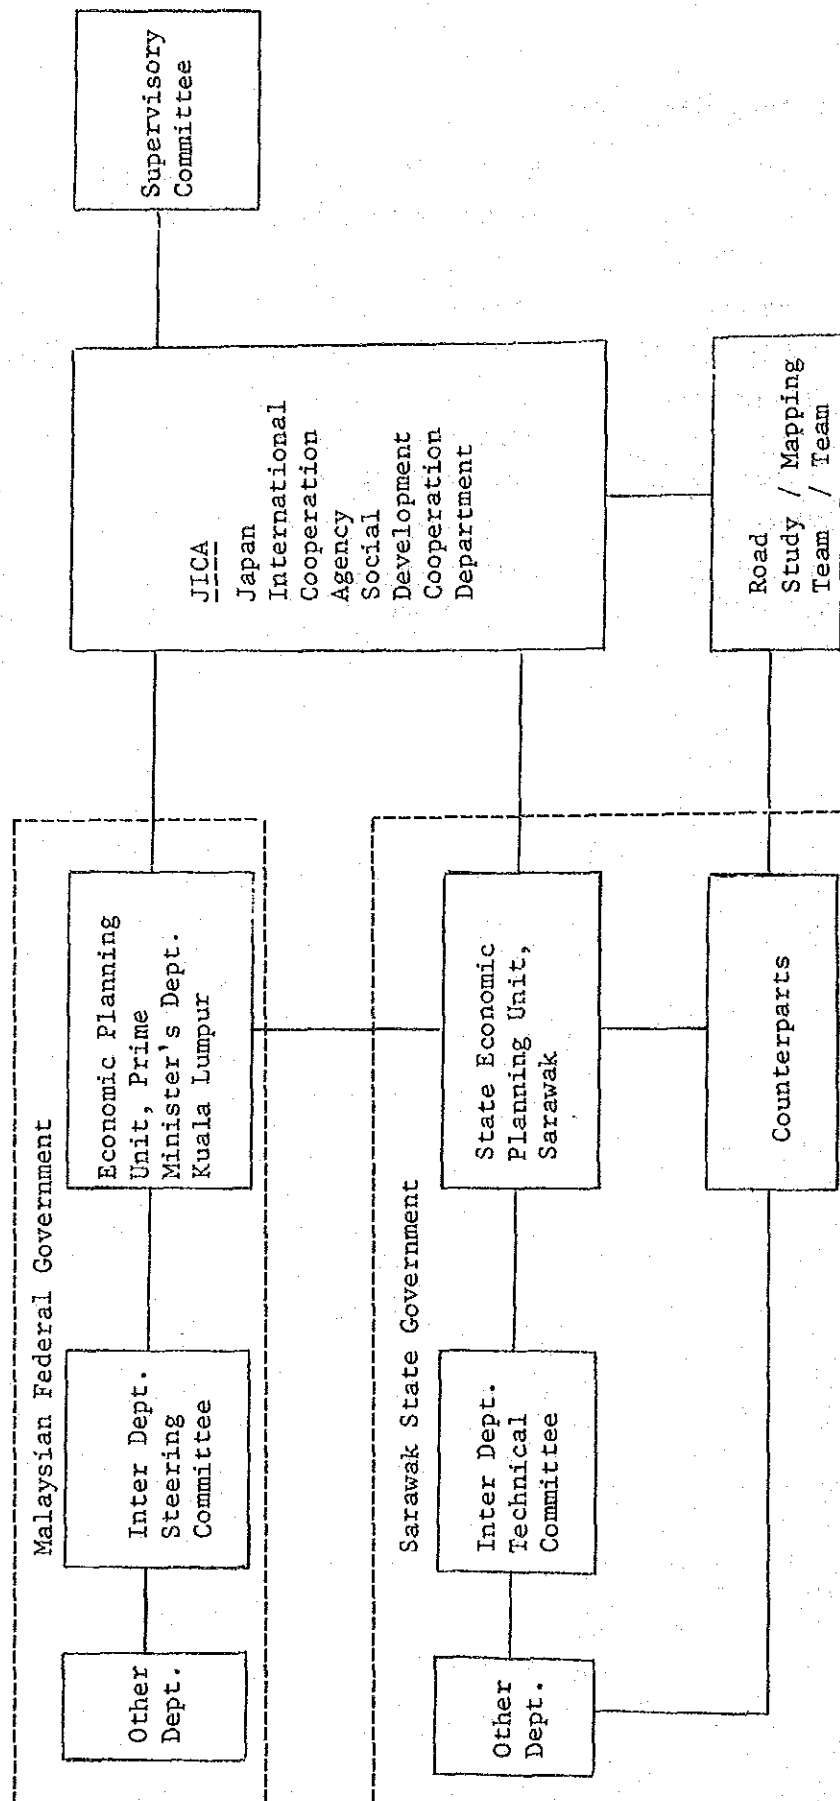 Malaysian Federal Government
Other
Dept.
Inter Dept.
Steering
Committee
Economic Planning
Unit, Prime
Minister's Dept.
Kuala Lumpur
JICA
Japan
International
Cooperation
Agency
Social
Development
Cooperation
Department
Supervisory
Committee
Sarawak State Government
Other
Dept.
Inter Dept.
Technical
Committee
State Economic
Planning Unit,
Sarawak
Counterparts
Road
Study / Mapping
Team / Team